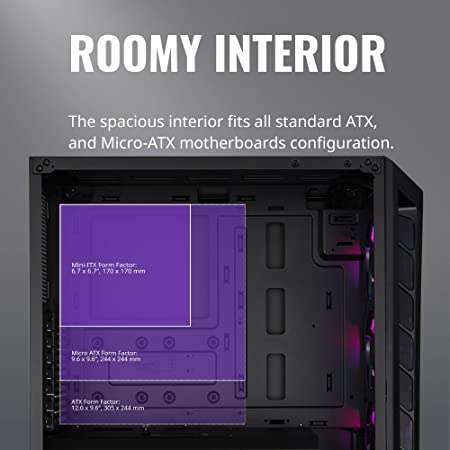 ROOMY INTERIOR
The spacious interior fits all standard ATX,
and Micro-ATX motherboards configuration.
Mini-ITX Form Factor:
6.7 x 6.7", 170 x 170 mm
Micro ATX Form Factor:
9.6 x 9.6", 244 x 244 mm
ATX Form Factor:
12.0 x 9.6", 305 x 244 mm